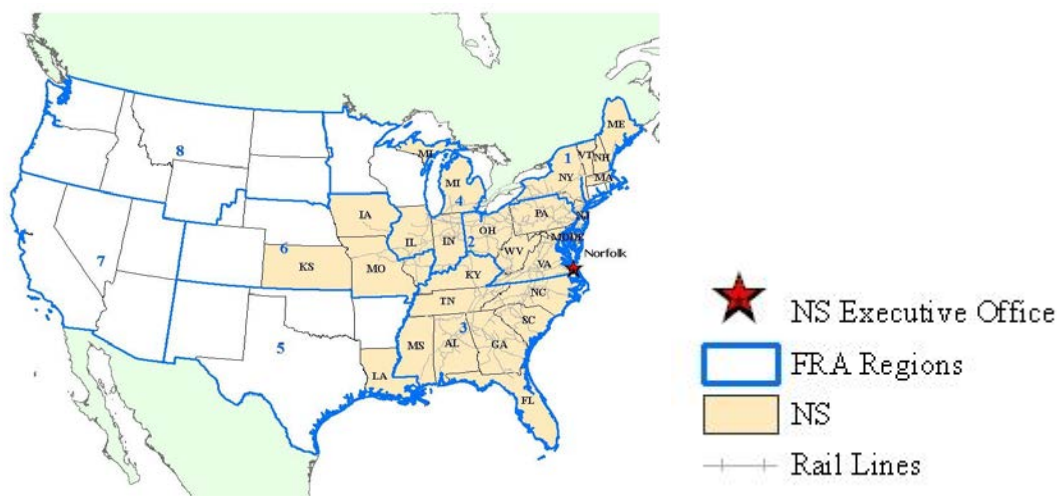 ME
VT
NH
1
MA
NY
MI
8
MI
4
IA
PA
NJ
OH
IL
IN
2
MD
DE
WV
6
Norfolk
KS
MO
VA
7
KY
NC
TN
SC
3
5
MS
AL
GA
LA
FL
NS Executive Office
FRA Regions
NS
Rail Lines